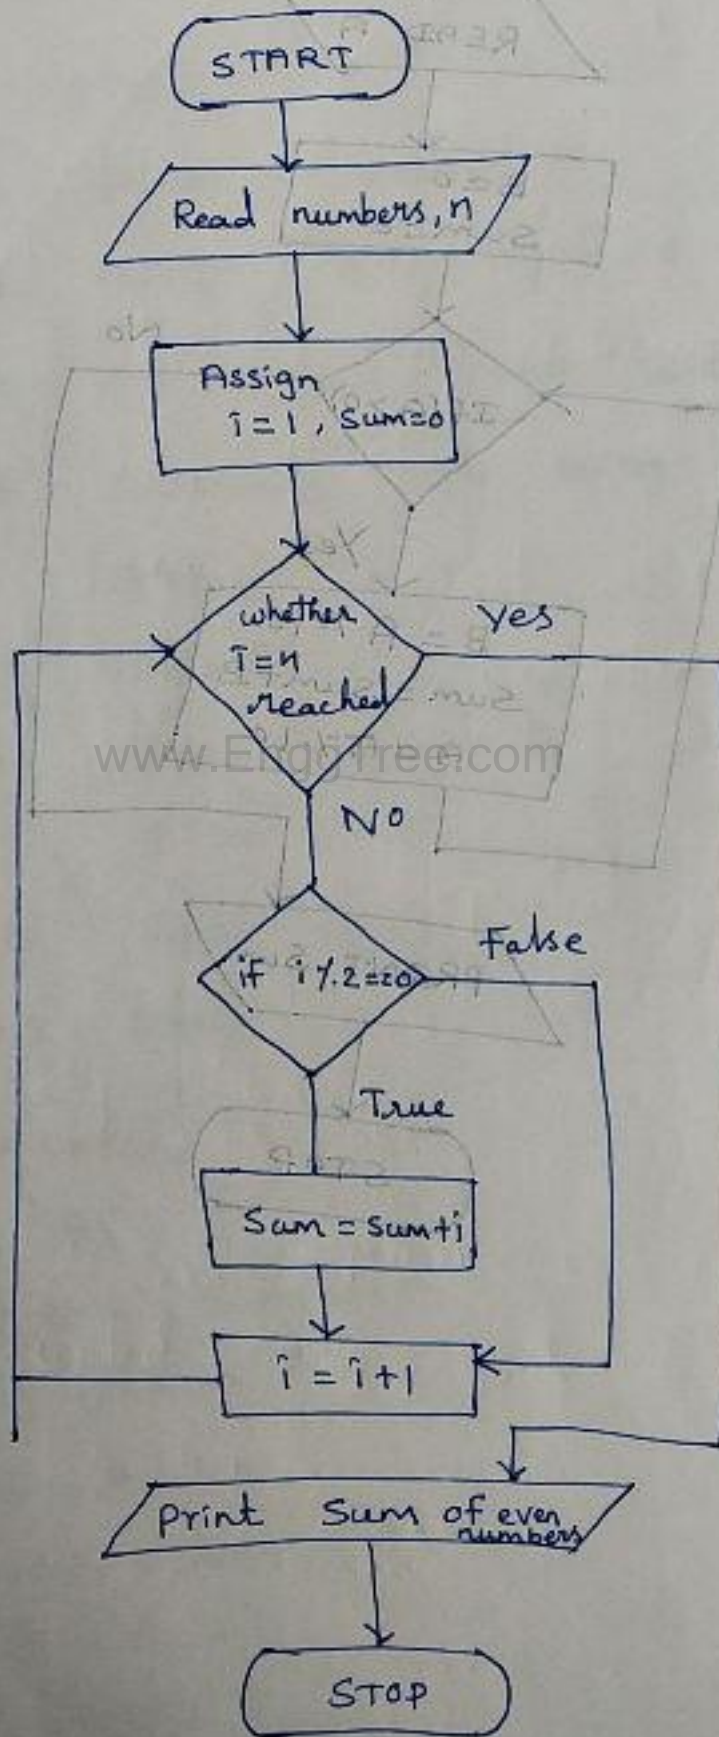 START
Read numbers, n
Assign
i = 1, sum=0
whether
i=n
reached
Yes
www.EnggTree.com
NO
if i%2==0
False
True
Sum = sum+i
i = i+1
Print Sum of even
numbers
STOP